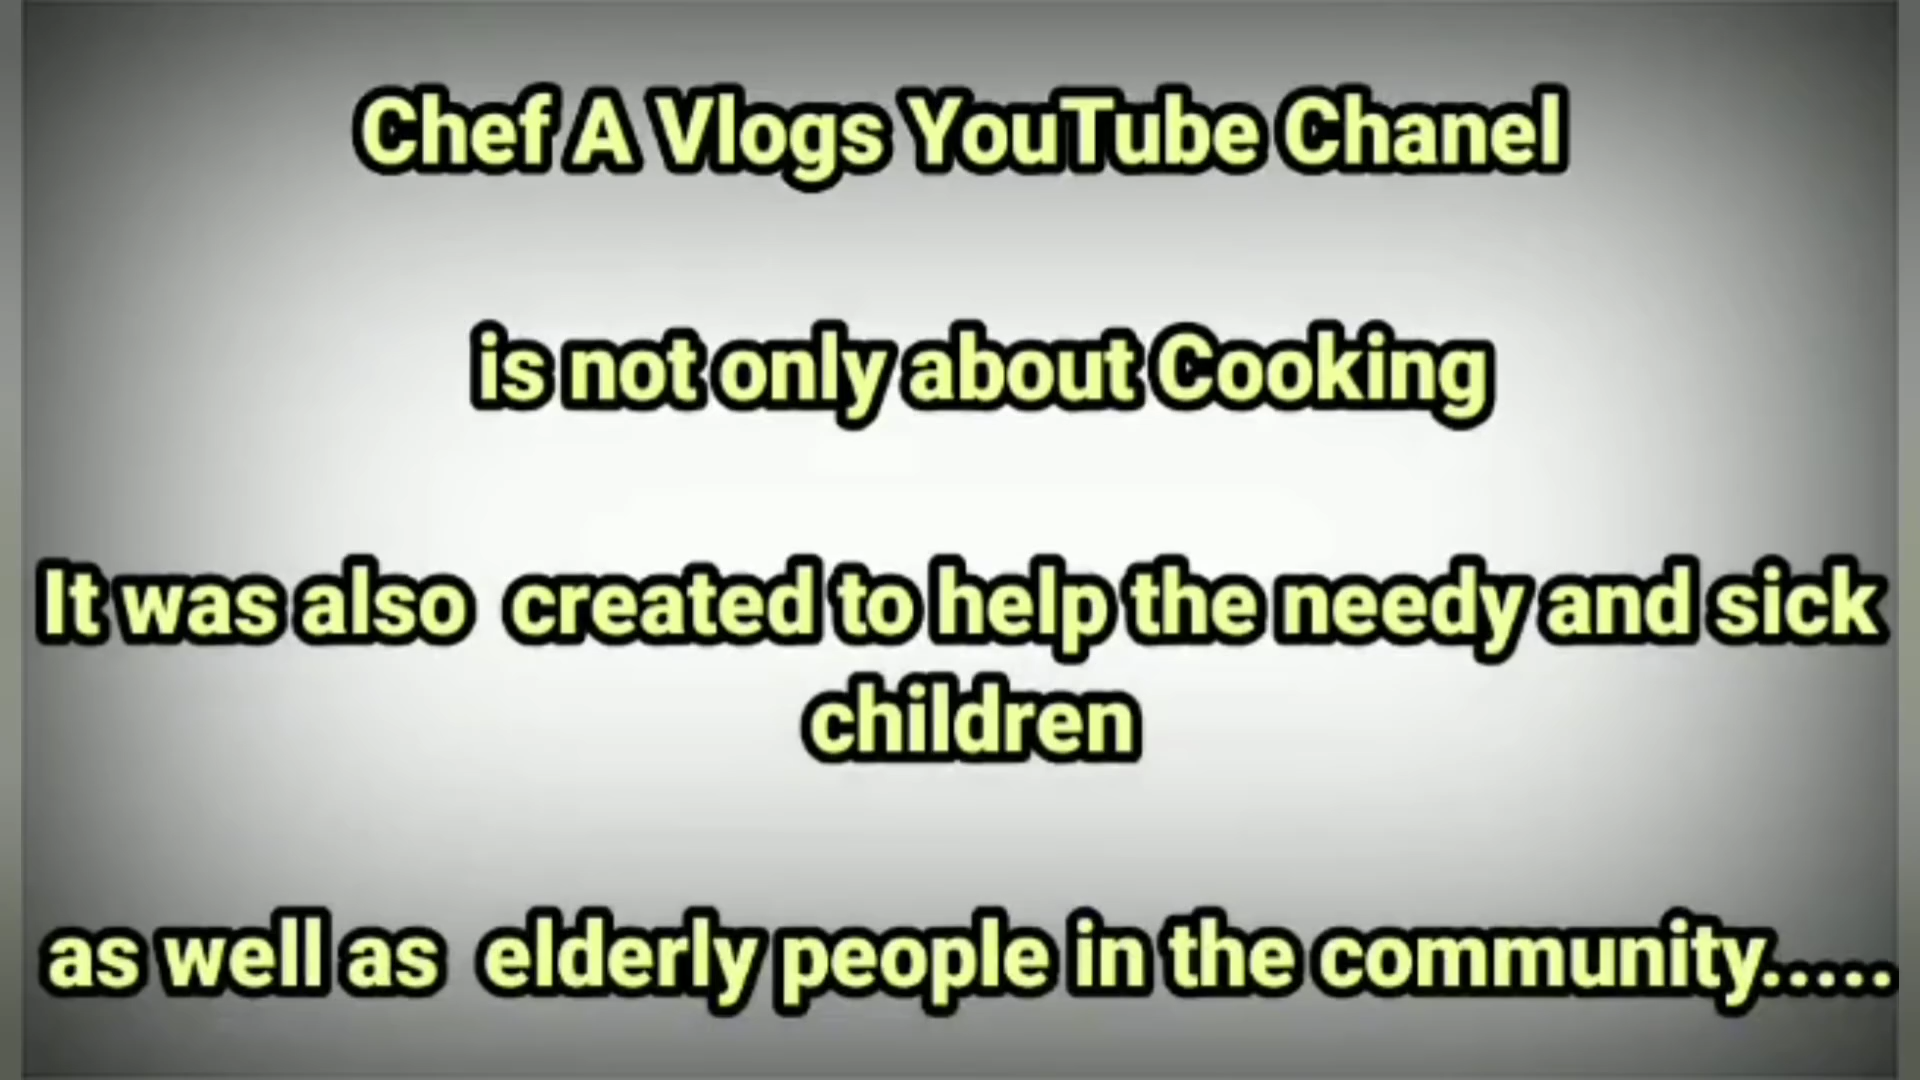 Chef A Vlogs YouTube Chanel
is not only about Cooking
It was also created to help the needy and sick
children
as well as elderly people in the community.....